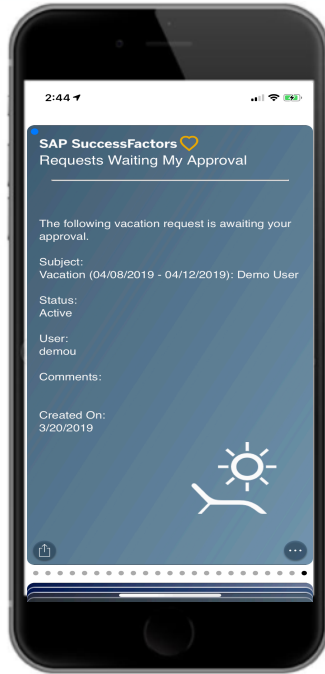 2:44
SAP SuccessFactors
Requests Waiting My Approval
The following vacation request is awaiting your
approval.
Subject:
Vacation (04/08/2019 - 04/12/2019): Demo User
Status:
Active
User:
demou
Comments:
Created On:
3/20/2019